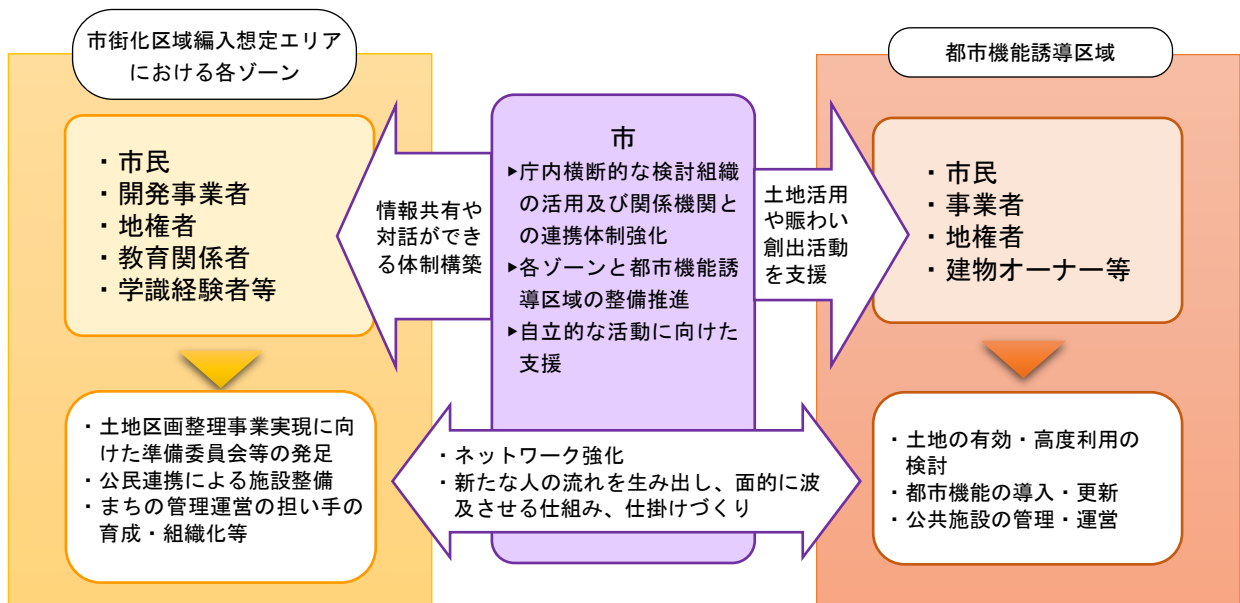 市街化区域編入想定エリア
における各ゾーン
・市民
・開発事業者
・地権者
・教育関係者
・学識経験者等
・土地区画整理事業実現に向
けた準備委員会等の発足
・公民連携による施設整備
・まちの管理運営の担い手の
育成・組織化等
情報共有や
対話ができ
る体制構築
市
▶庁内横断的な検討組織
の活用及び関係機関と
の連携体制強化
▶各ゾーンと都市機能誘
導区域の整備推進
▶自立的な活動に向けた
支援
土地活用
や賑わい
創出活動
を支援
・ネットワーク強化
・新たな人の流れを生み出し、面的に波
及させる仕組み、仕掛けづくり
都市機能誘導区域
・市民
・事業者
・地権者
・建物オーナー等
・土地の有効・高度利用の
検討
・都市機能の導入・更新
・公共施設の管理・運営